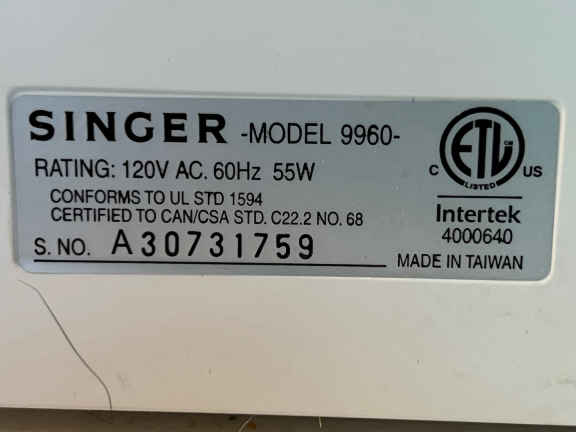 SINGER -MODEL 9960-
RATING: 120V AC. 60Hz 55W
CONFORMS TO UL STD 1594
CERTIFIED TO CAN/CSA STD. C22.2 NO. 68
S. NO. A30731759
ETL CM
C US
LISTED
Intertek
4000640
MADE IN TAIWAN